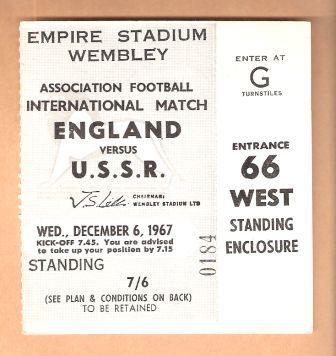 EMPIRE STADIUM
WEMBLEY
ASSOCIATION FOOTBALL
INTERNATIONAL MATCH
ENGLAND
VERSUS
U.S.S.R.
CHAIRMAN:
WEMBLEY STADIUM LTD
WED., DECEMBER 6, 1967
KICK-OFF 7.45. You are advised
to take up your position by 7.15
STANDING
7/6
(SEE PLAN & CONDITIONS ON BACK)
TO BE RETAINED
0184
ENTER AT
G
TURNSTILES
ENTRANCE
66
WEST
STANDING
ENCLOSURE